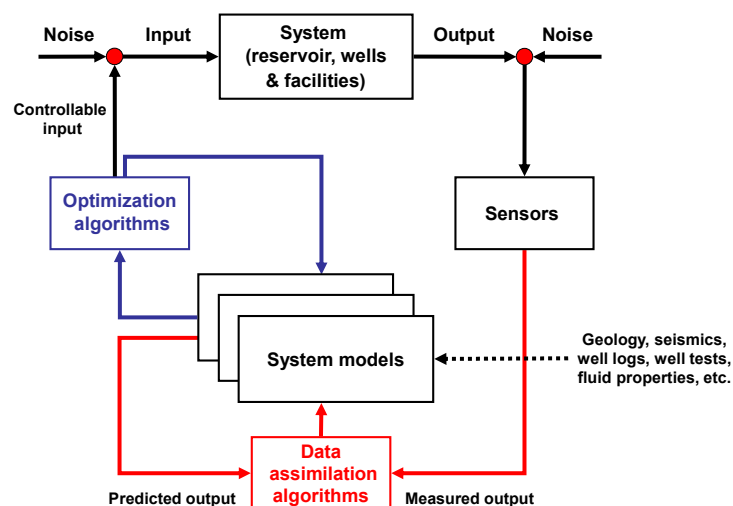 Noise
Input
System
(reservoir, wells
& facilities)
Output
Noise
Controllable
input
Optimization
algorithms
Sensors
System models
Geology, seismics,
well logs, well tests,
fluid properties, etc.
Data
assimilation
algorithms
Predicted output
Measured output